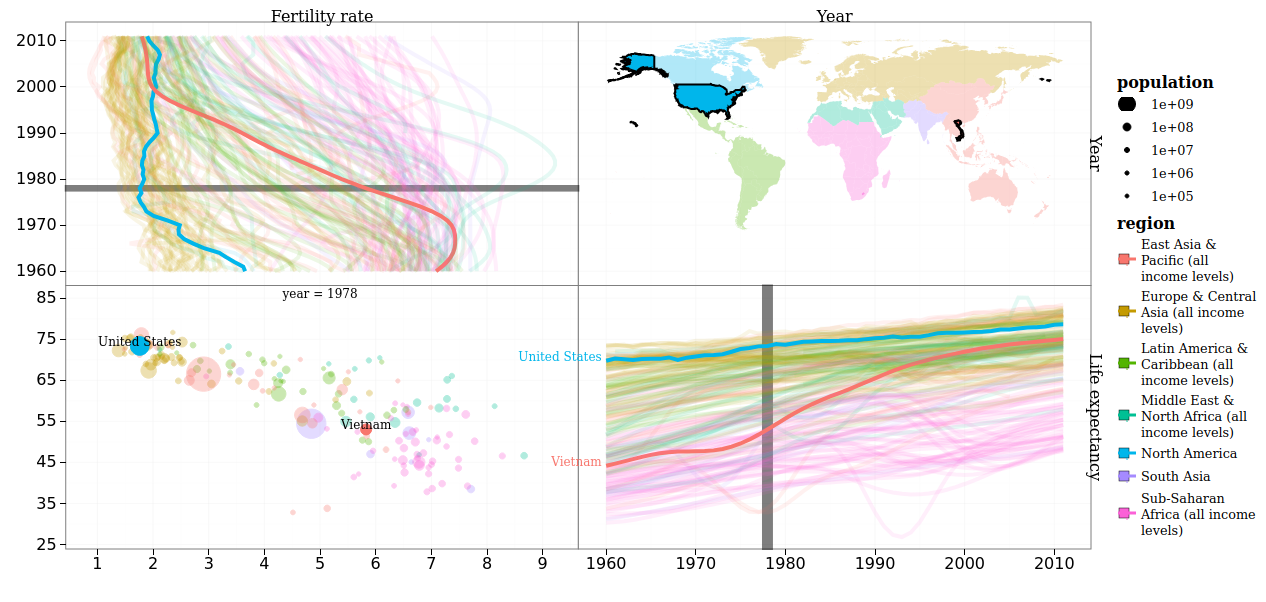 Fertility rate
Year
2010
2000
1990
1980
1970
1960
Year
year = 1978
85
75
65
55
45
35
25
United States
Vietnam
United States
Vietnam
Life expectancy
1 2 3 4 5 6 7 8 9
1960 1970 1980 1990 2000 2010
population
1e+09
1e+08
1e+07
1e+06
1e+05
region
East Asia &
Pacific (all
income levels)
Europe & Central
Asia (all income
levels)
Latin America &
Caribbean (all
income levels)
Middle East &
North Africa (all
income levels)
North America
South Asia
Sub-Saharan
Africa (all income
levels)